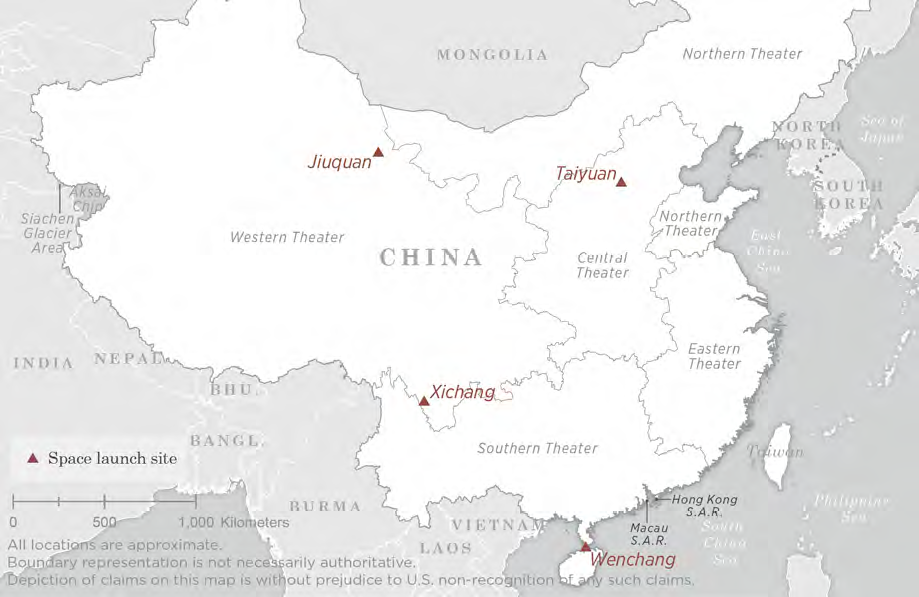 MONGOLIA
Northern Theater
NORTH
KOREA
Sea of
Japan
Jiuquan
Taiyuan
SOUTH
KOREA
Aksai
Chin
Siachen
Glacier
Area
Western Theater
CHINA
Northern
Theater
Central
Theater
East
China
Sea
INDIA
NEPAL
Eastern
Theater
BHU.
Xichang
BANGL.
Southern Theater
Taiwan
Space launch site
0 500 1,000 Kilometers
BURMA
VIETNAM
LAOS
Hong Kong
S.A.R.
Macau
S.A.R.
South
China
Sea
Philippine
Sea
Wenchang
All locations are approximate.
Boundary representation is not necessarily authoritative.
Depiction of claims on this map is without prejudice to U.S. non-recognition of any such claims.